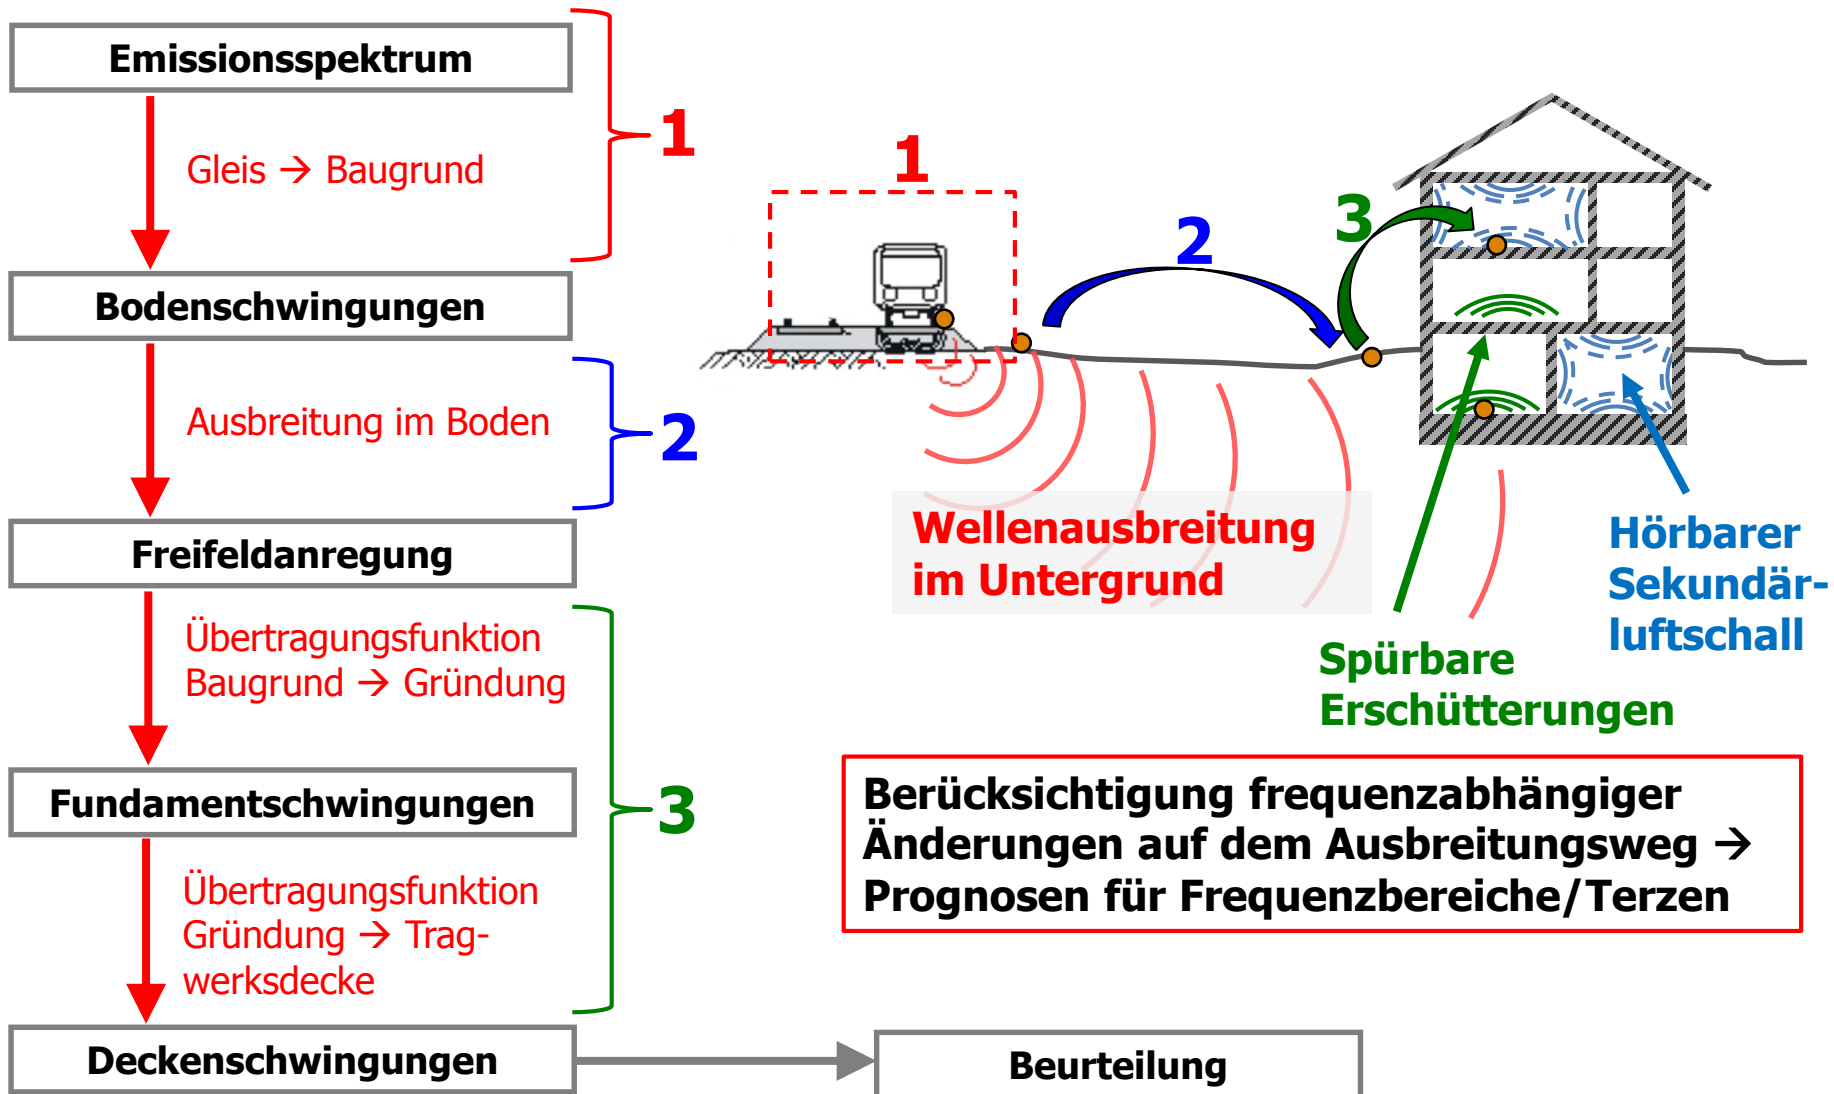 Emissionsspektrum
1
Gleis → Baugrund
Bodenschwingungen
Ausbreitung im Boden
2
Freifeldanregung
Übertragungsfunktion
Baugrund → Gründung
Fundamentschwingungen
3
Übertragungsfunktion
Gründung → Trag-
werksdecke
Deckenschwingungen
Beurteilung
1
2
3
Wellenausbreitung
im Untergrund
Hörbarer
Sekundär-
luftschall
Spürbare
Erschütterungen
Berücksichtigung frequenzabhängiger
Änderungen auf dem Ausbreitungsweg →
Prognosen für Frequenzbereiche/Terzen